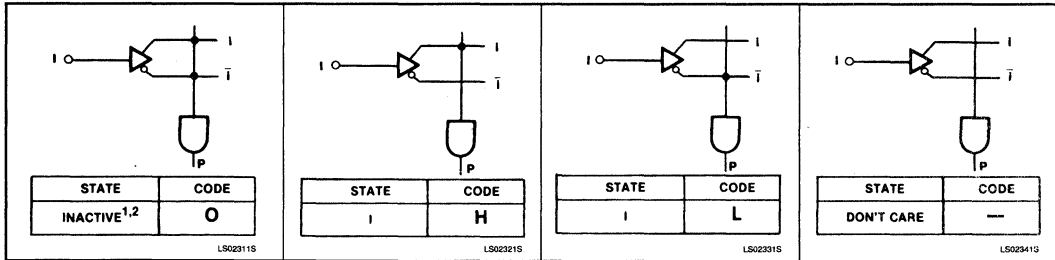 I
I
Ī
P
STATE CODE
INACTIVE1,2 O
LS02311S
I
I
Ī
P
STATE CODE
I H
LS02321S
I
I
Ī
P
STATE CODE
I L
LS02331S
I
I
Ī
P
STATE CODE
DON'T CARE —
LS02341S